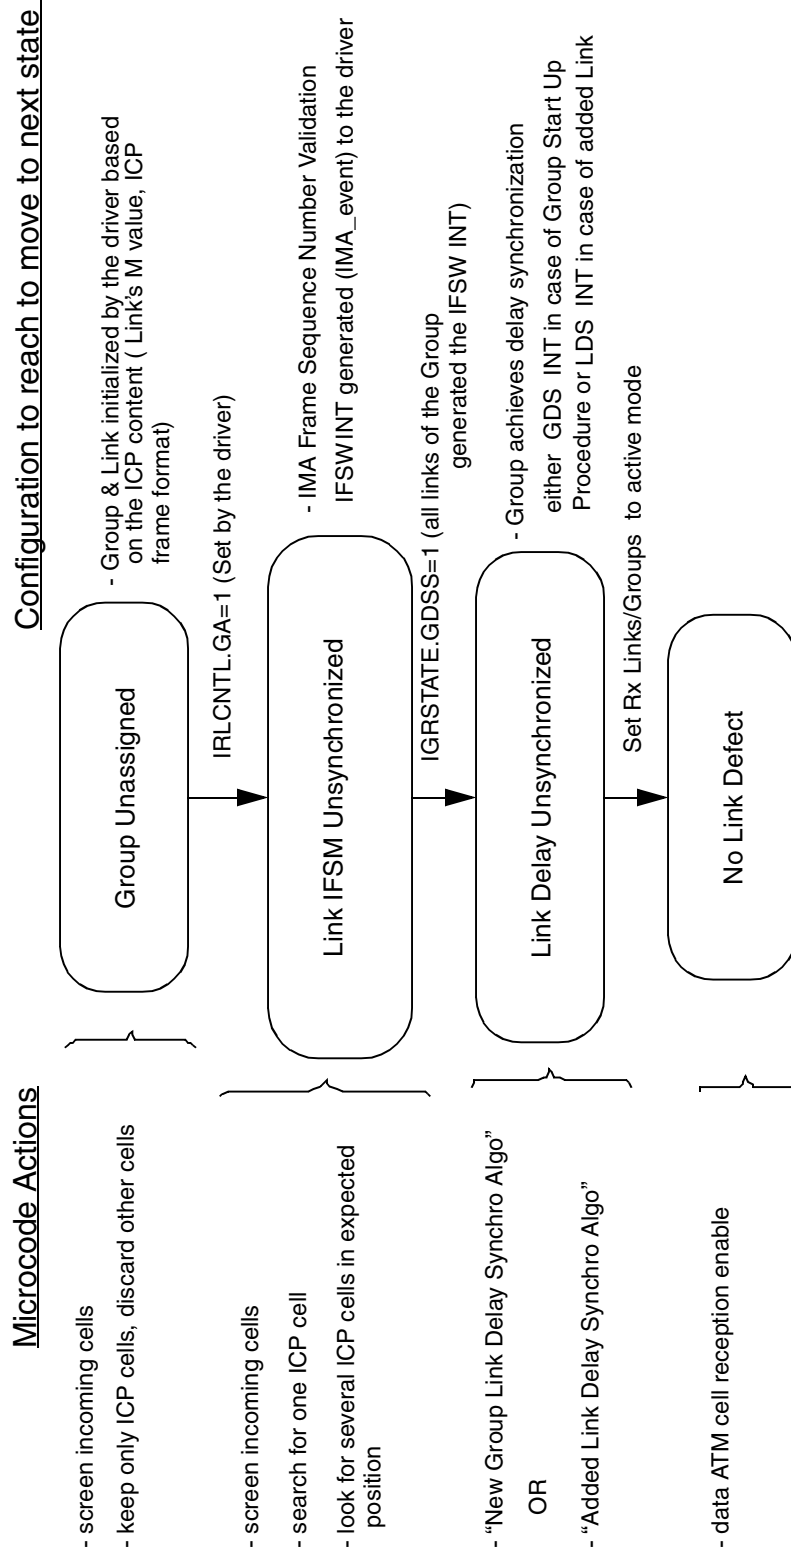 Microcode Actions
Configuration to reach to move to next state
- screen incoming cells
- keep only ICP cells, discard other cells
Group Unassigned
- Group & Link initialized by the driver based
on the ICP content ( Link's M value, ICP
frame format)
IRLCNTL.GA=1 (Set by the driver)
- screen incoming cells
- search for one ICP cell
- look for several ICP cells in expected
position
Link IFSM Unsynchronized
- IMA Frame Sequence Number Validation
IFSWINT generated (IMA_event) to the driver
IGRSTATE.GDSS=1 (all links of the Group
generated the IFSW INT)
- “New Group Link Delay Synchro Algo”
OR
- “Added Link Delay Synchro Algo”
Link Delay Unsynchronized
- Group achieves delay synchronization
either GDS INT in case of Group Start Up
Procedure or LDS INT in case of added Link
Set Rx Links/Groups to active mode
- data ATM cell reception enable
No Link Defect